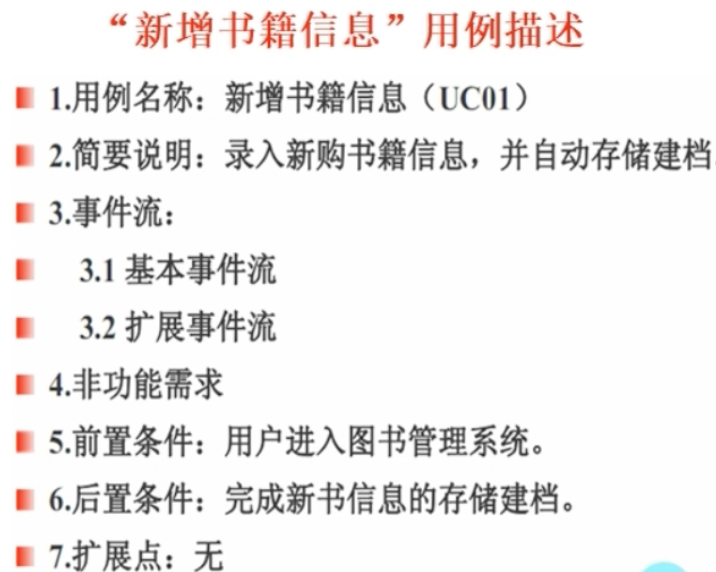 “新增书籍信息”用例描述
1.用例名称：新增书籍信息（UC01）
2.简要说明：录入新购书籍信息，并自动存储建档
3.事件流：
3.1 基本事件流
3.2 扩展事件流
4.非功能需求
5.前置条件：用户进入图书管理系统。
6.后置条件：完成新书信息的存储建档。
7.扩展点：无